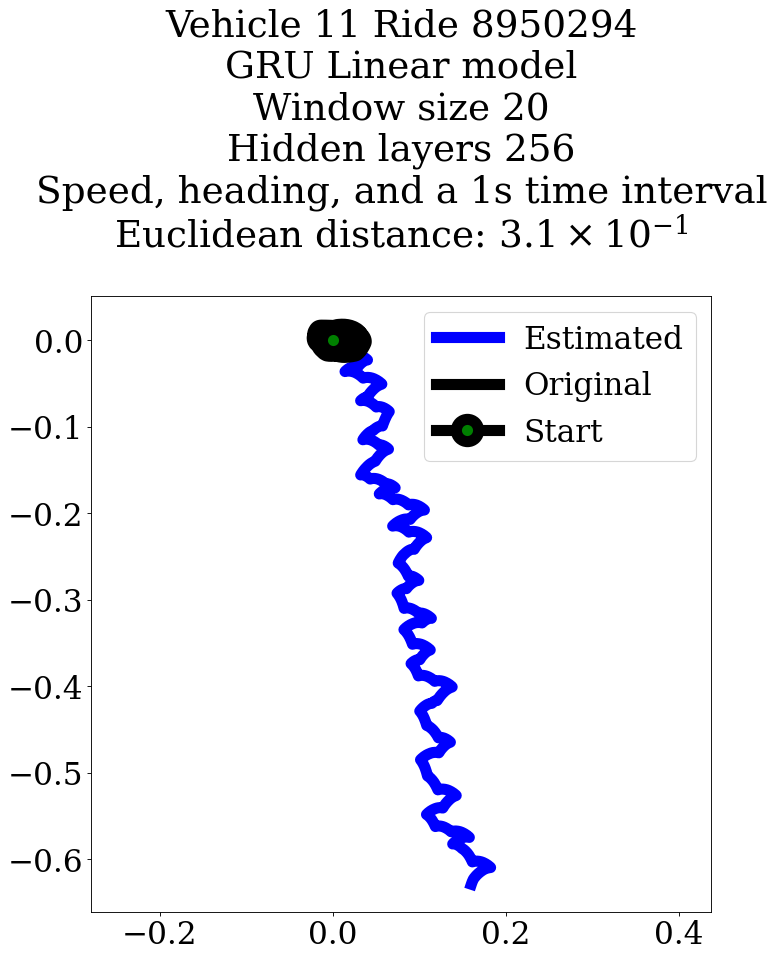 Vehicle 11 Ride 8950294
GRU Linear model
Window size 20
Hidden layers 256
Speed, heading, and a 1s time interval
Euclidean distance: 3.1 × 10⁻¹
Estimated
Original
Start
0.0
−0.1
−0.2
−0.3
−0.4
−0.5
−0.6
−0.2 0.0 0.2 0.4